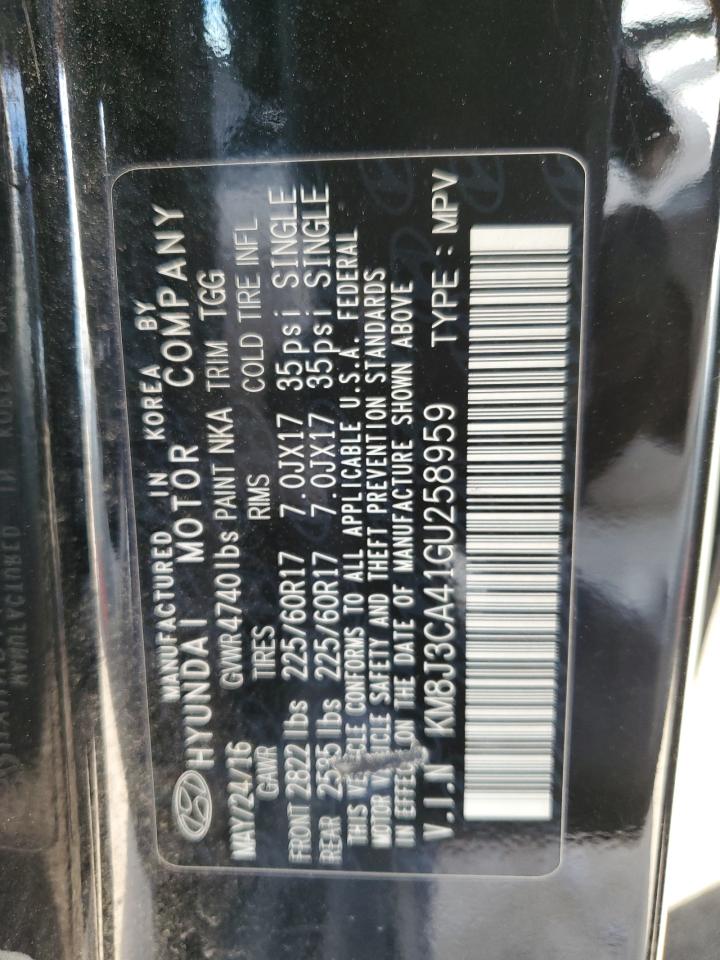 MANUFACTURED IN KOREA BY
HYUNDAI MOTOR COMPANY
MAY/24/16 GVWR 4740 lbs PAINT NKA TRIM TGG
GAWR TIRES RIMS COLD TIRE INFL
FRONT 2822 lbs 225/60R17 7.0JX17 35psi SINGLE
REAR lbs 225/60R17 7.0JX17 35psi SINGLE
THIS VEHICLE CONFORMS TO ALL APPLICABLE U.S.A. FEDERAL
MOTOR VEHICLE SAFETY AND THEFT PREVENTION STANDARDS
IN EFFECT ON THE DATE OF MANUFACTURE SHOWN ABOVE
V.I.N KM8J3CA41GU258959 TYPE : MPV